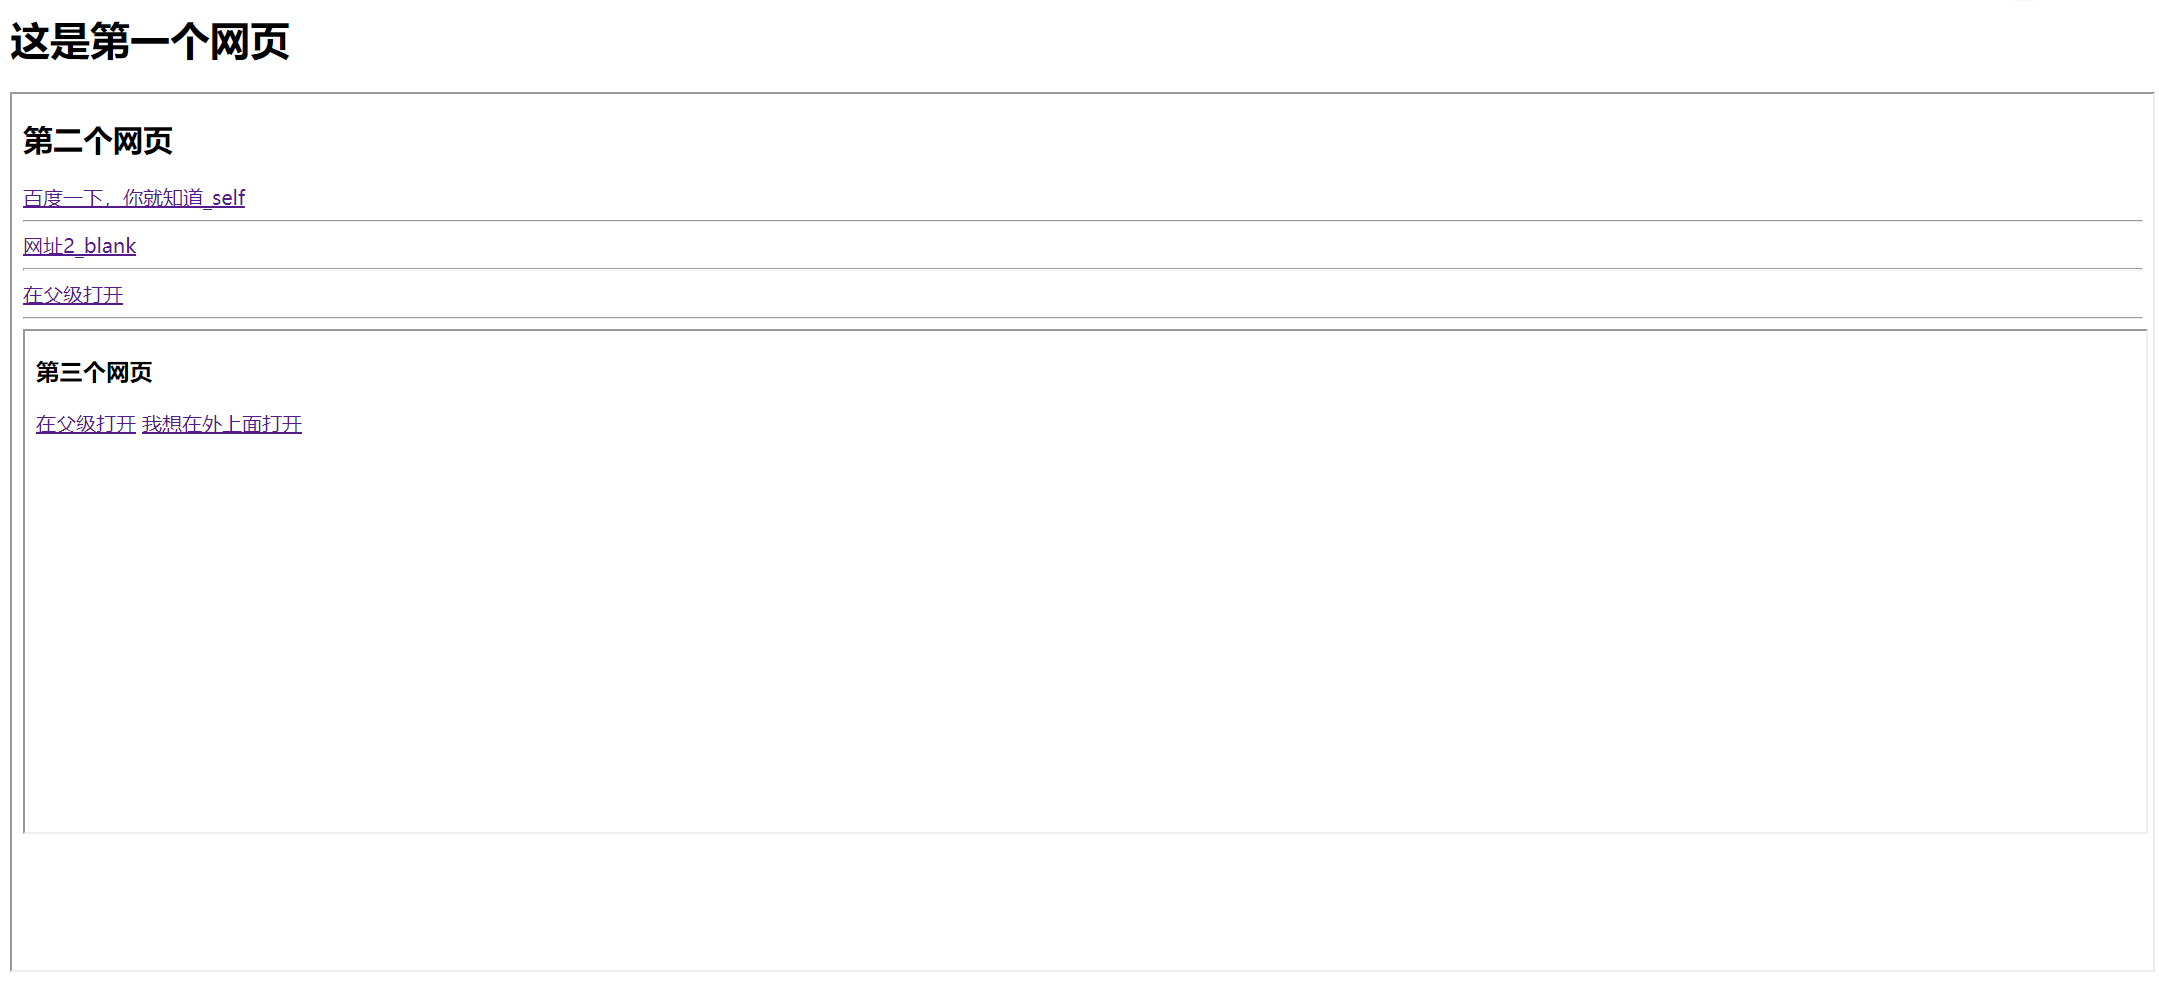 这是第一个网页
第二个网页
百度一下，你就知道_self
网址2_blank
在父级打开
第三个网页
在父级打开 我想在外上面打开